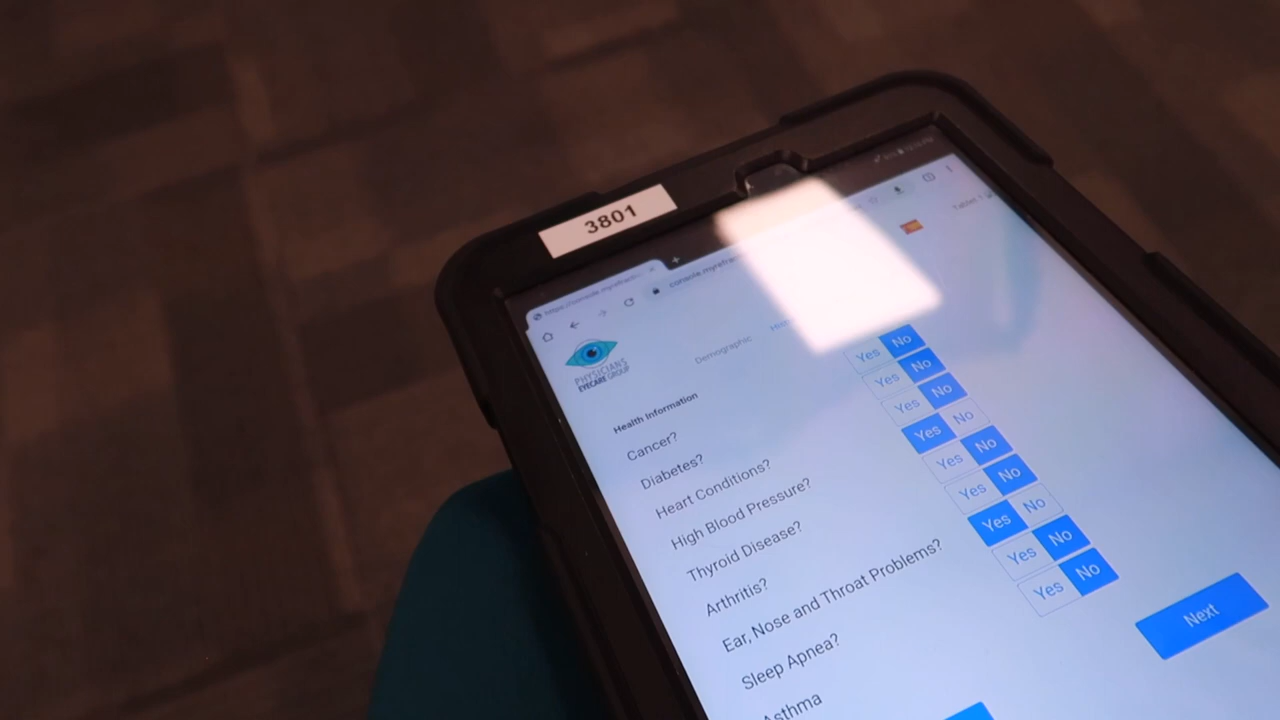 3801
Tablet 1
PHYSICIANS
EYECARE GROUP
Demographic
Health Information
Cancer? Yes No
Diabetes? Yes No
Heart Conditions? Yes No
High Blood Pressure? Yes No
Thyroid Disease? Yes No
Arthritis? Yes No
Ear, Nose and Throat Problems? Yes No
Sleep Apnea? Yes No
Asthma Yes No
Next